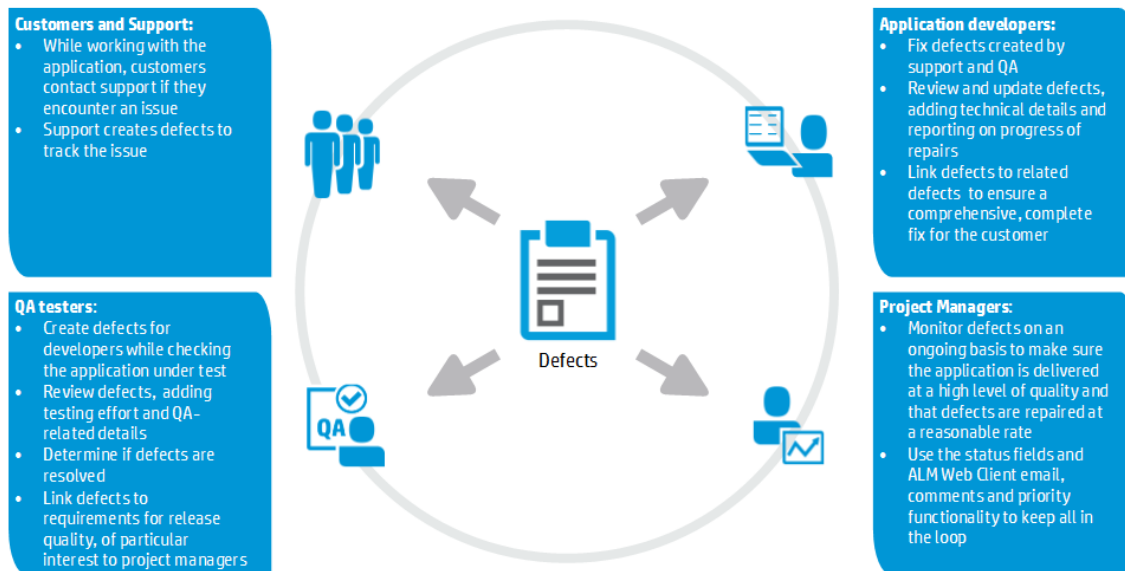 Customers and Support:
• While working with the
application, customers
contact support if they
encounter an issue
• Support creates defects to
track the issue
Application developers:
• Fix defects created by
support and QA
• Review and update defects,
adding technical details and
reporting on progress of
repairs
• Link defects to related
defects to ensure a
comprehensive, complete
fix for the customer
Defects
QA testers:
• Create defects for
developers while checking
the application under test
• Review defects, adding
testing effort and QA-
related details
• Determine if defects are
resolved
• Link defects to
requirements for release
quality, of particular
interest to project managers
QA
Project Managers:
• Monitor defects on an
ongoing basis to make sure
the application is delivered
at a high level of quality and
that defects are repaired at
a reasonable rate
• Use the status fields and
ALM Web Client email,
comments and priority
functionality to keep all in
the loop